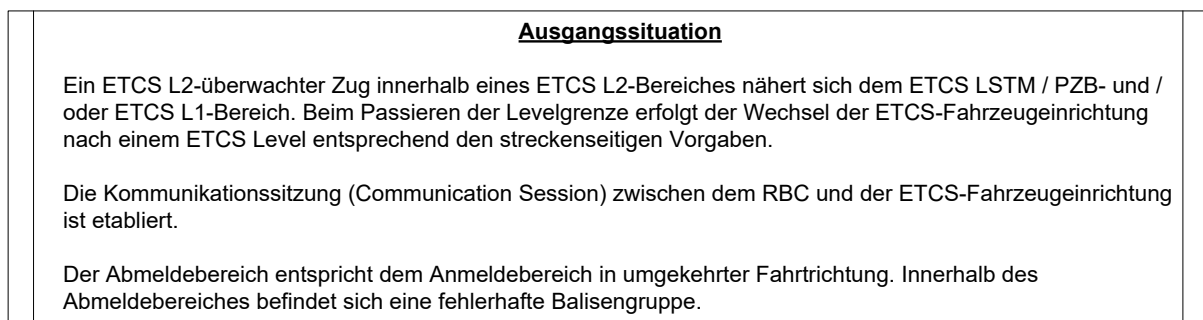 Ausgangssituation
Ein ETCS L2-überwachter Zug innerhalb eines ETCS L2-Bereiches nähert sich dem ETCS LSTM / PZB- und /
oder ETCS L1-Bereich. Beim Passieren der Levelgrenze erfolgt der Wechsel der ETCS-Fahrzeugeinrichtung
nach einem ETCS Level entsprechend den streckenseitigen Vorgaben.
Die Kommunikationssitzung (Communication Session) zwischen dem RBC und der ETCS-Fahrzeugeinrichtung
ist etabliert.
Der Abmeldebereich entspricht dem Anmeldebereich in umgekehrter Fahrtrichtung. Innerhalb des
Abmeldebereiches befindet sich eine fehlerhafte Balisengruppe.